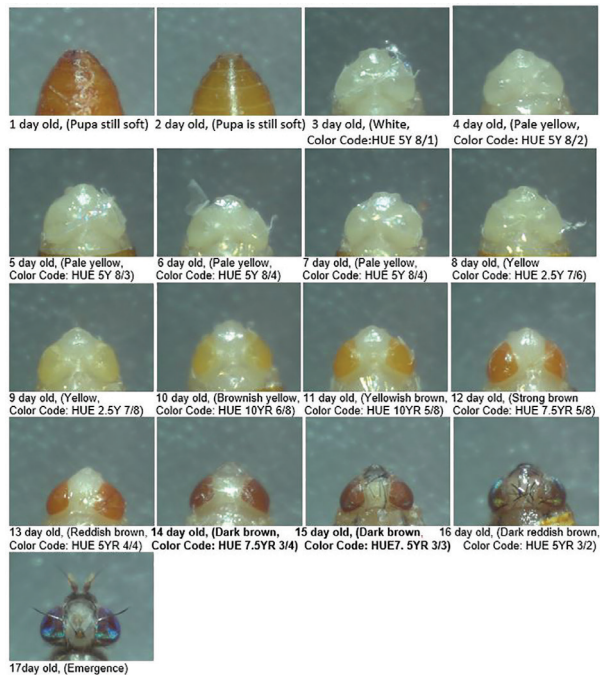 1 day old, (Pupa still soft)
2 day old, (Pupa is still soft)
3 day old, (White,
Color Code:HUE 5Y 8/1)
4 day old, (Pale yellow,
Color Code: HUE 5Y 8/2)
5 day old, (Pale yellow,
Color Code: HUE 5Y 8/3)
6 day old, (Pale yellow,
Color Code: HUE 5Y 8/4)
7 day old, (Pale yellow,
Color Code: HUE 5Y 8/4)
8 day old, (Yellow
Color Code: HUE 2.5Y 7/6)
9 day old, (Yellow,
Color Code: HUE 2.5Y 7/8)
10 day old, (Brownish yellow,
Color Code: HUE 10YR 6/8)
11 day old, (Yellowish brown,
Color Code: HUE 10YR 5/8)
12 day old, (Strong brown
Color Code: HUE 7.5YR 5/8)
13 day old, (Reddish brown,
Color Code: HUE 5YR 4/4)
14 day old, (Dark brown,
Color Code: HUE 7.5YR 3/4)
15 day old, (Dark brown,
Color Code: HUE7. 5YR 3/3)
16 day old, (Dark reddish brown,
Color Code: HUE 5YR 3/2)
17day old, (Emergence)